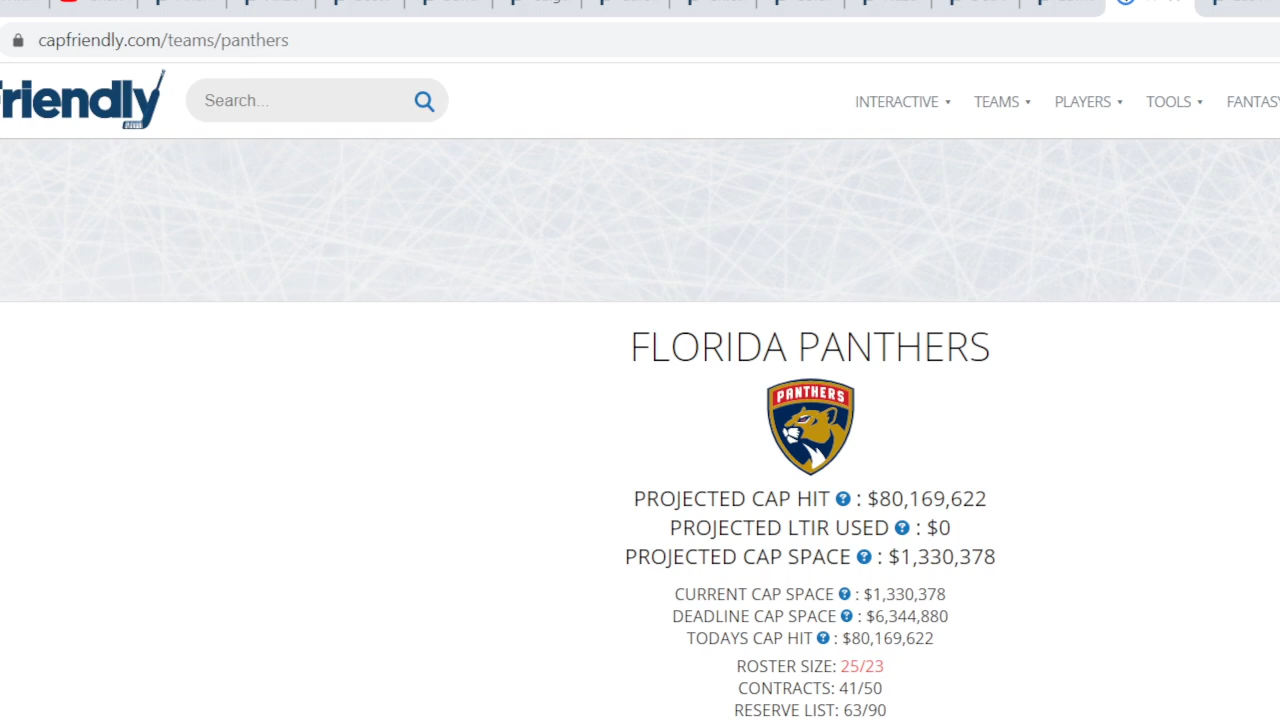 capfriendly.com/teams/panthers
friendly
Search...
INTERACTIVE TEAMS PLAYERS TOOLS FANTASY
FLORIDA PANTHERS
PANTHERS
PROJECTED CAP HIT ? : $80,169,622
PROJECTED LTIR USED ? : $0
PROJECTED CAP SPACE ? : $1,330,378
CURRENT CAP SPACE ? : $1,330,378
DEADLINE CAP SPACE ? : $6,344,880
TODAYS CAP HIT ? : $80,169,622
ROSTER SIZE: 25/23
CONTRACTS: 41/50
RESERVE LIST: 63/90